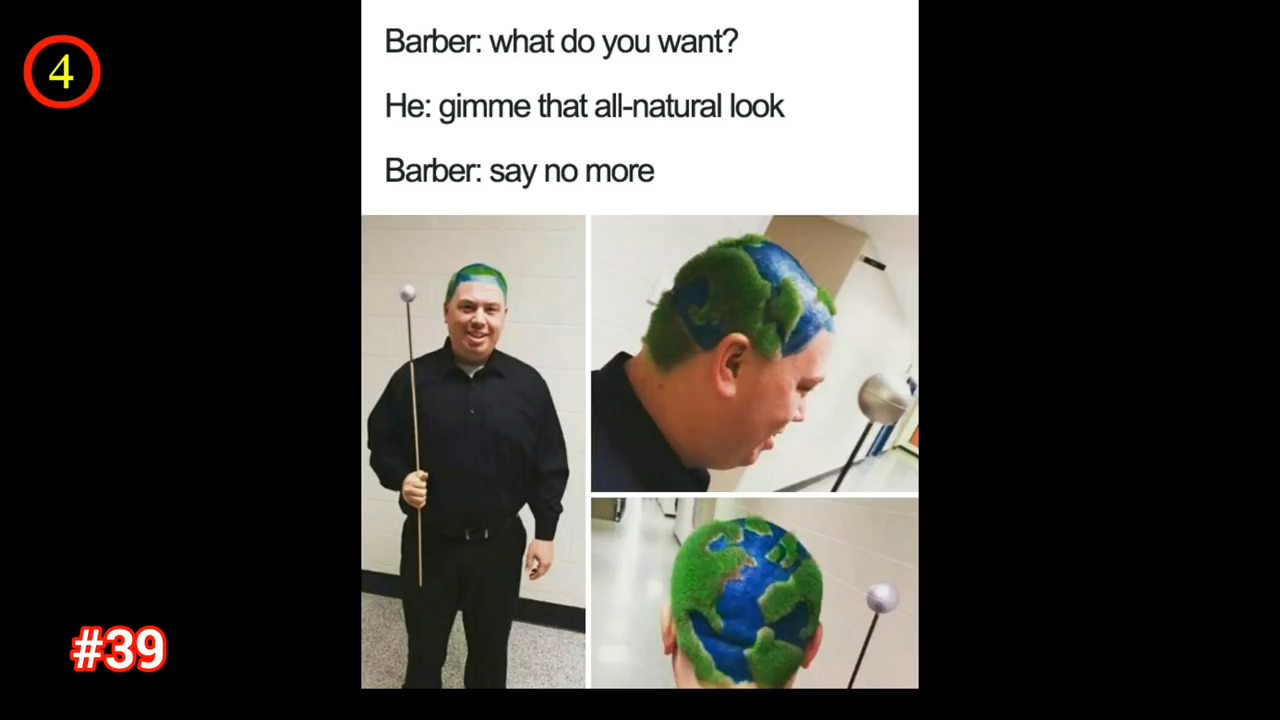 4
Barber: what do you want?
He: gimme that all-natural look
Barber: say no more
#39